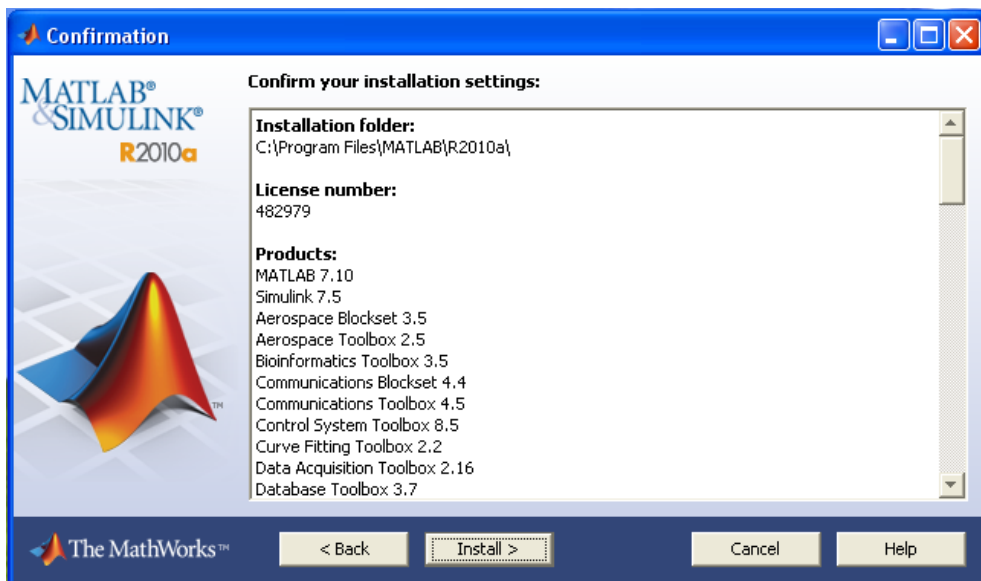 Confirmation
MATLAB®
&SIMULINK®
R2010a
Confirm your installation settings:
Installation folder:
C:\Program Files\MATLAB\R2010a\
License number:
482979
Products:
MATLAB 7.10
Simulink 7.5
Aerospace Blockset 3.5
Aerospace Toolbox 2.5
Bioinformatics Toolbox 3.5
Communications Blockset 4.4
Communications Toolbox 4.5
Control System Toolbox 8.5
Curve Fitting Toolbox 2.2
Data Acquisition Toolbox 2.16
Database Toolbox 3.7
TM
The MathWorks™
< Back
Install >
Cancel
Help